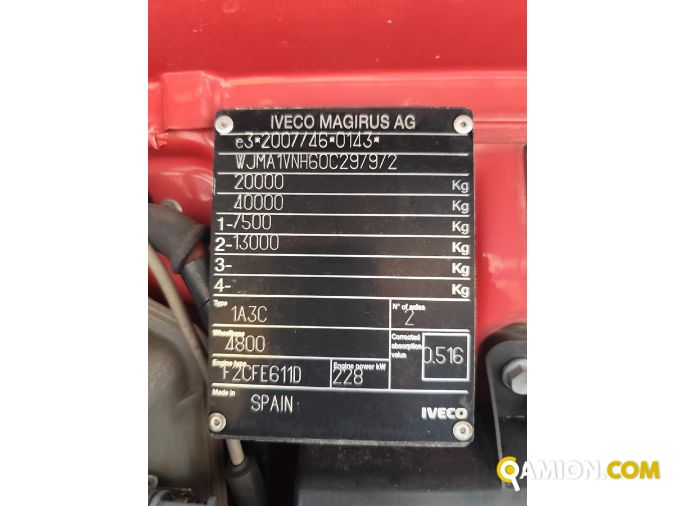 IVECO MAGIRUS AG
e3*2007/46*0143*
WJMA1VNH60C297972
20000 Kg
40000 Kg
1- 7500 Kg
2- 13000 Kg
3- Kg
4- Kg
Type 1A3C N° of axles 2
Wheelbase 4800 Corrected absorption value 0.516
Engine type F2CFE611D Engine power kW 228
Made in SPAIN IVECO
QAMION.COM